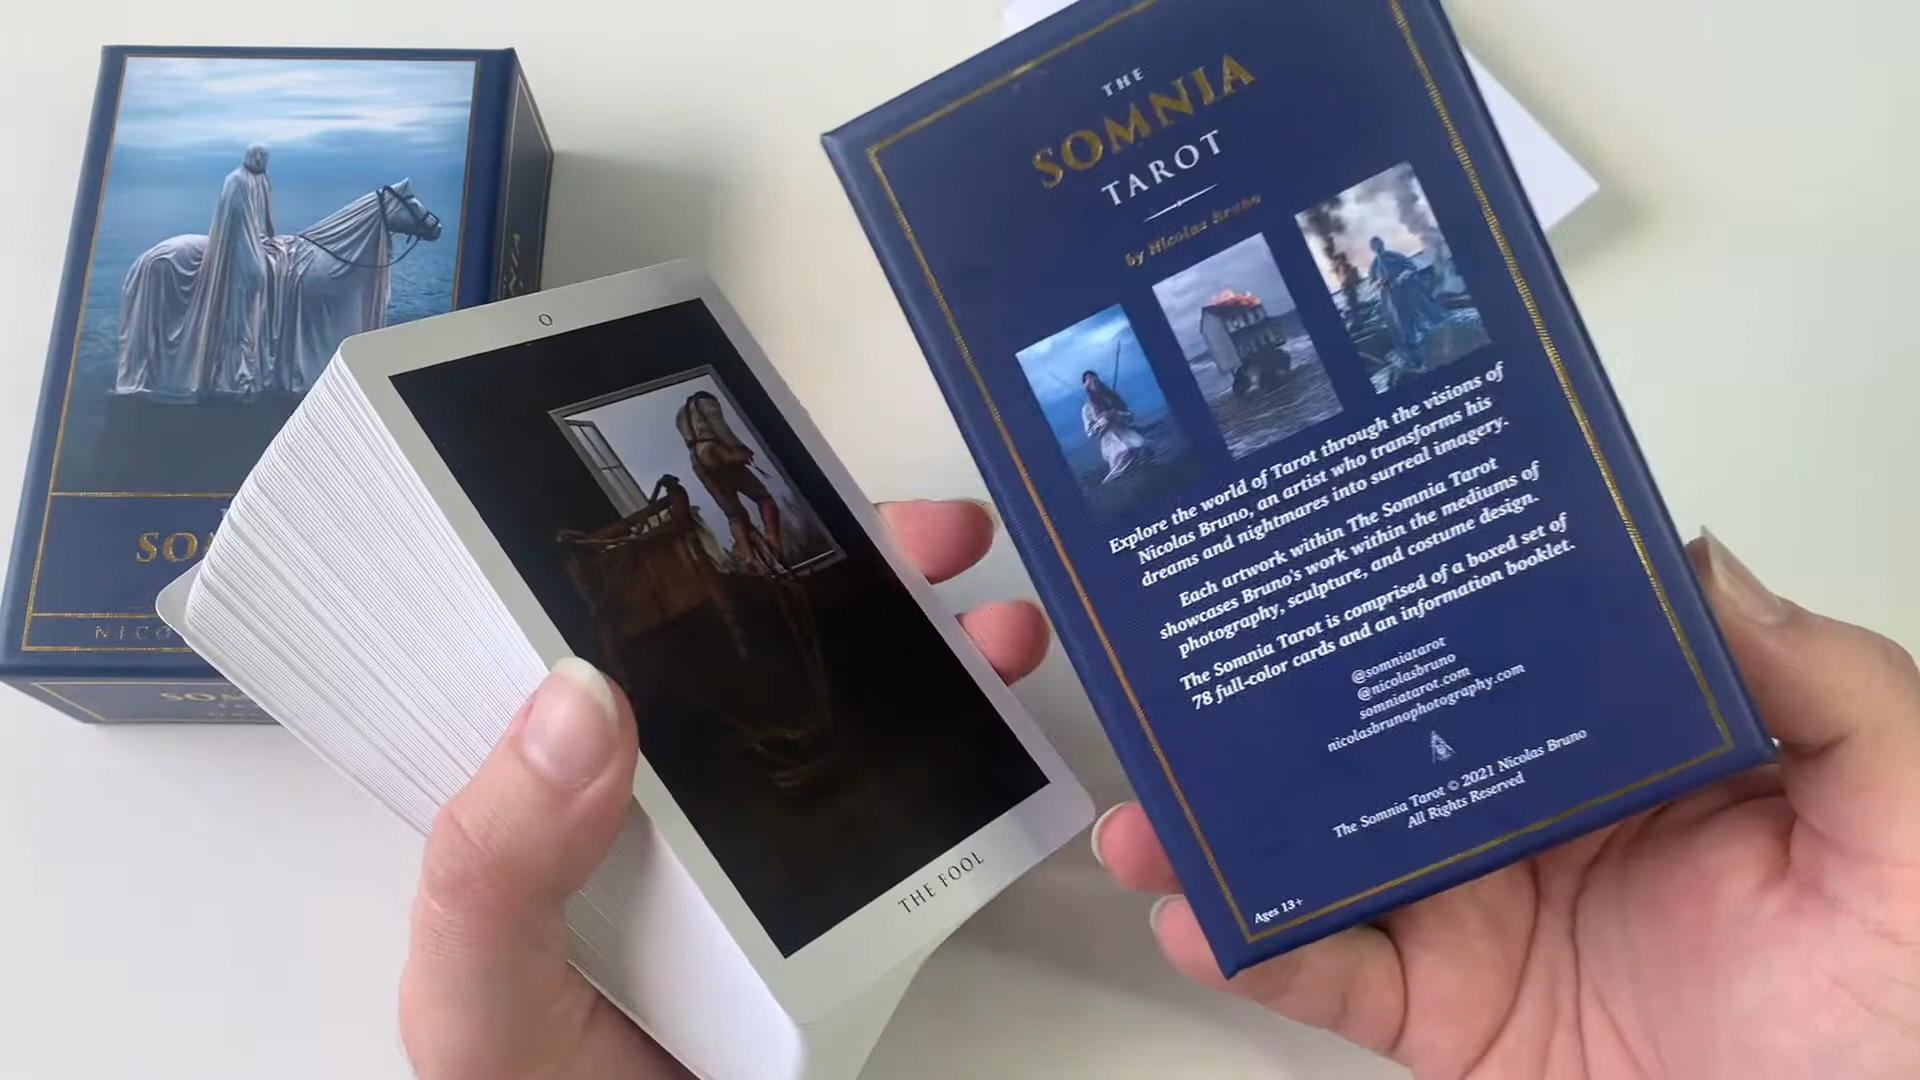 SO
NICO
SOMNIA
0
THE FOOL
THE
SOMNIA
TAROT
by Nicolas Bruno
Explore the world of Tarot through the visions of
Nicolas Bruno, an artist who transforms his
dreams and nightmares into surreal imagery.
Each artwork within The Somnia Tarot
showcases Bruno's work within the mediums of
photography, sculpture, and costume design.
The Somnia Tarot is comprised of a boxed set of
78 full-color cards and an information booklet.
@somniatarot
@nicolasbruno
somniatarot.com
nicolasbrunophotography.com
The Somnia Tarot © 2021 Nicolas Bruno
All Rights Reserved
Ages 13+